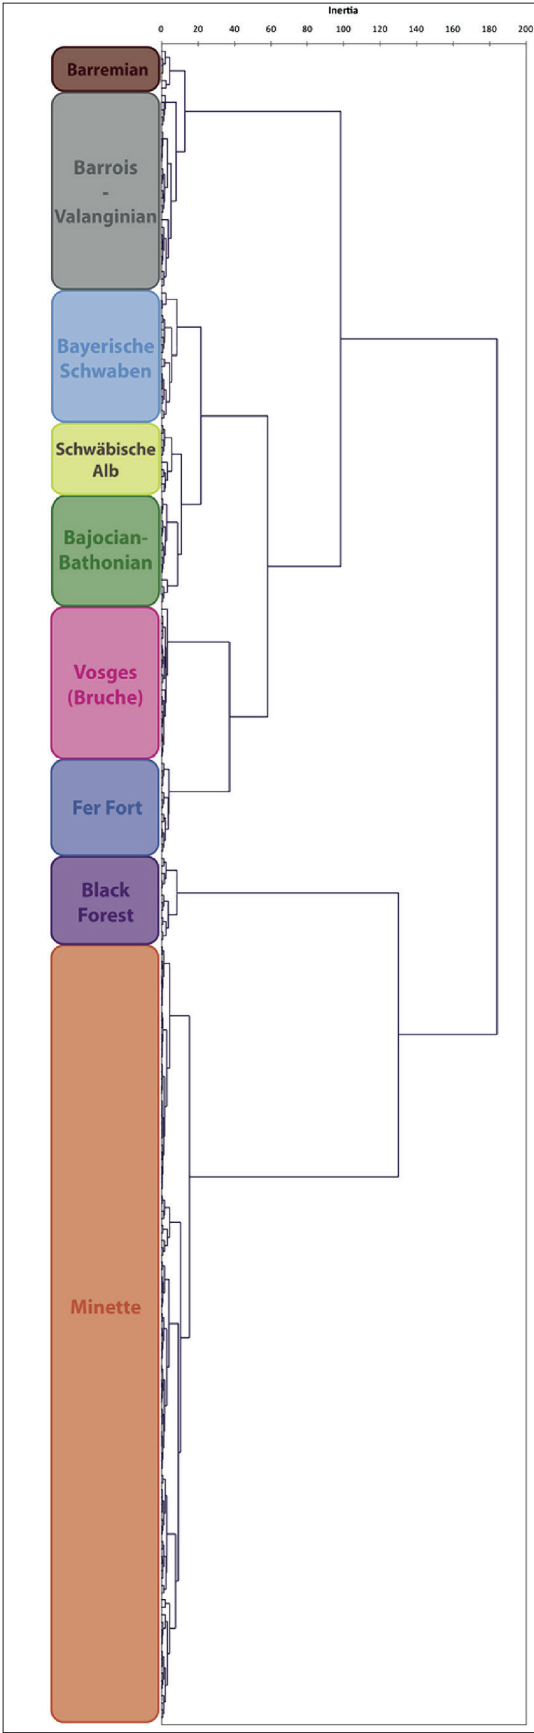 Inertia
0 20 40 60 80 100 120 140 160 180 200
Barremian
Barrois
-
Valanginian
Bayerische
Schwaben
Schwäbische
Alb
Bajocian-
Bathonian
Vosges
(Bruche)
Fer Fort
Black
Forest
Minette